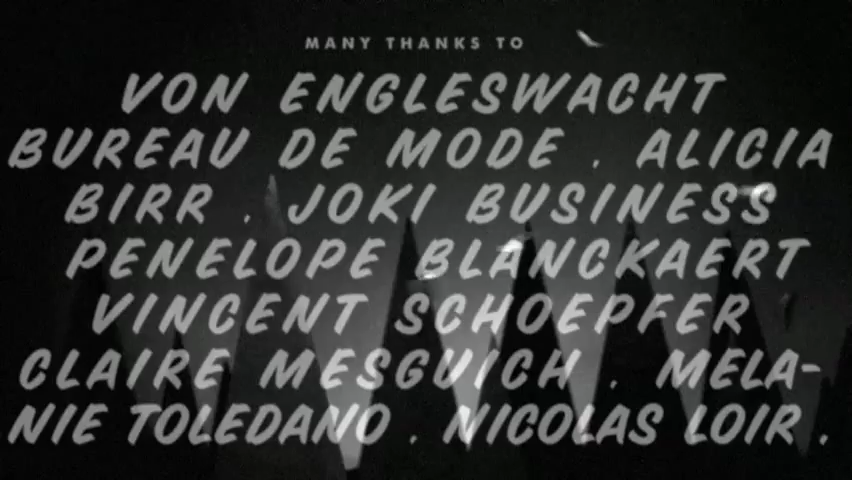 MANY THANKS TO
VON ENGLESWACHT
BUREAU DE MODE . ALICIA
BIRR . JOKI BUSINESS
PENELOPE BLANCKAERT
VINCENT SCHOEPFER
CLAIRE MESGUICH . MELA-
NIE TOLEDANO . NICOLAS LOIR .